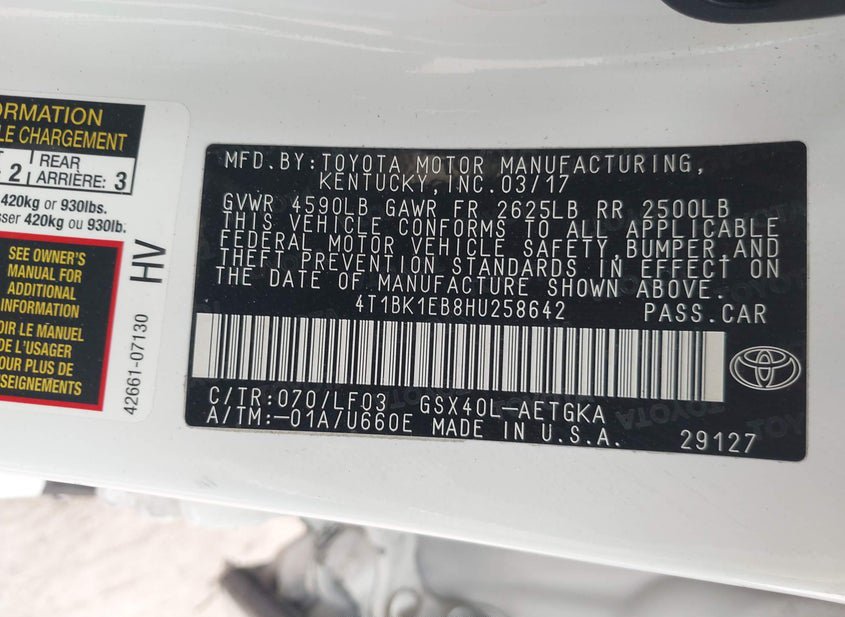 ORMATION
LE CHARGEMENT
2
REAR
ARRIÈRE: 3
420kg or 930lbs.
sser 420kg ou 930lb.
SEE OWNER'S
MANUAL FOR
ADDITIONAL
INFORMATION
OIR LE MANUEL
DE L'USAGER
POUR PLUS DE
NSEIGNEMENTS
HV
42661-07130
MFD.BY:TOYOTA MOTOR MANUFACTURING,
KENTUCKY, INC.03/17
GVWR 4590LB GAWR FR 2625LB RR 2500LB
THIS VEHICLE CONFORMS TO ALL APPLICABLE
FEDERAL MOTOR VEHICLE SAFETY,BUMPER,AND
THEFT PREVENTION STANDARDS IN EFFECT ON
THE DATE OF MANUFACTURE SHOWN ABOVE.
4T1BK1EB8HU258642 PASS.CAR
C/TR:070/LF03 GSX40L-AETGKA
A/TM:-01A/U660E MADE IN U.S.A. 29127